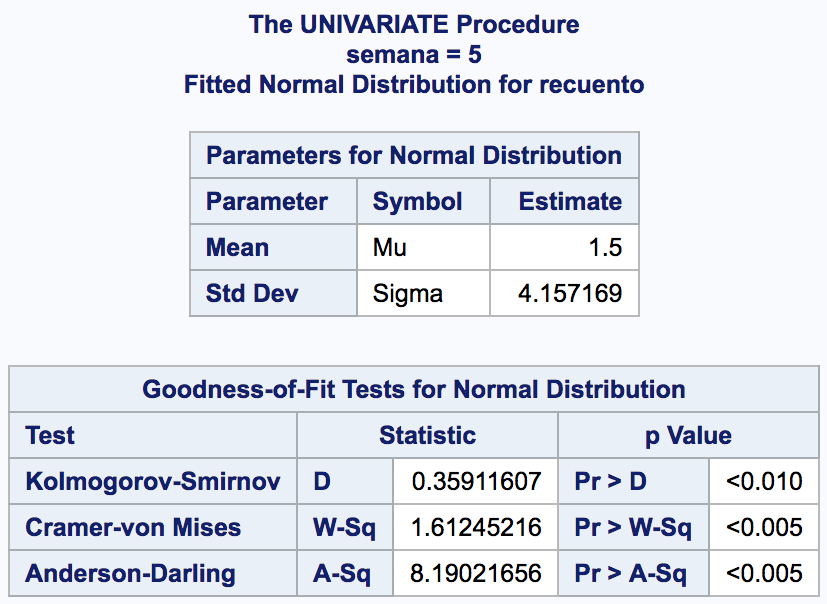 The UNIVARIATE Procedure
semana = 5
Fitted Normal Distribution for recuento
Parameters for Normal Distribution
Parameter Symbol Estimate
Mean Mu 1.5
Std Dev Sigma 4.157169
Goodness-of-Fit Tests for Normal Distribution
Test Statistic p Value
Kolmogorov-Smirnov D 0.35911607 Pr > D <0.010
Cramer-von Mises W-Sq 1.61245216 Pr > W-Sq <0.005
Anderson-Darling A-Sq 8.19021656 Pr > A-Sq <0.005